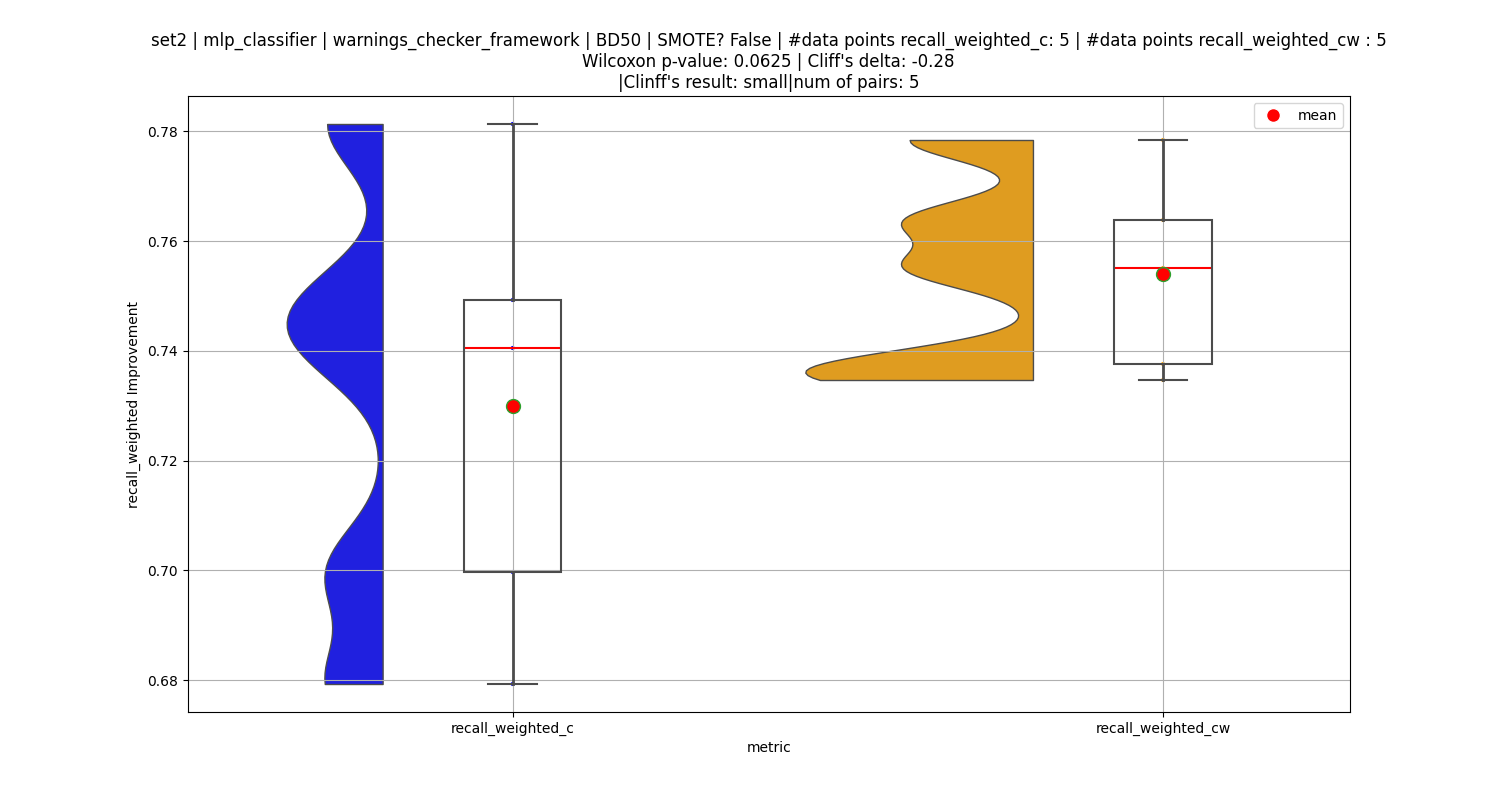 set2 | mlp_classifier | warnings_checker_framework | BD50 | SMOTE? False | #data points recall_weighted_c: 5 | #data points recall_weighted_cw : 5
Wilcoxon p-value: 0.0625 | Cliff's delta: -0.28
|Clinff's result: small|num of pairs: 5
mean
0.78
0.76
0.74
0.72
0.70
0.68
recall_weighted Improvement
recall_weighted_c
recall_weighted_cw
metric